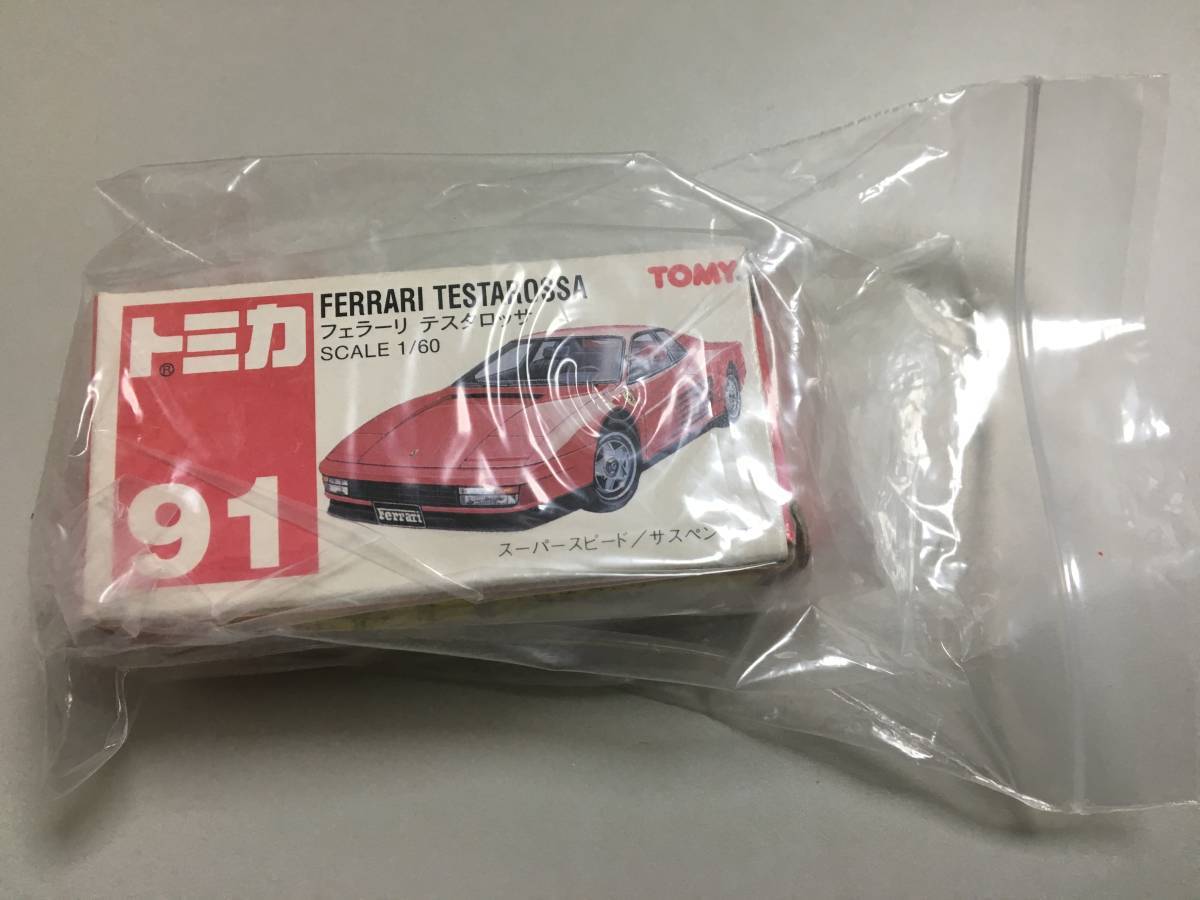 トミカ
®
91
FERRARI TESTAROSSA
フェラーリ テスタロッサ
SCALE 1/60
TOMY
Ferrari
スーパースピード/サスペン